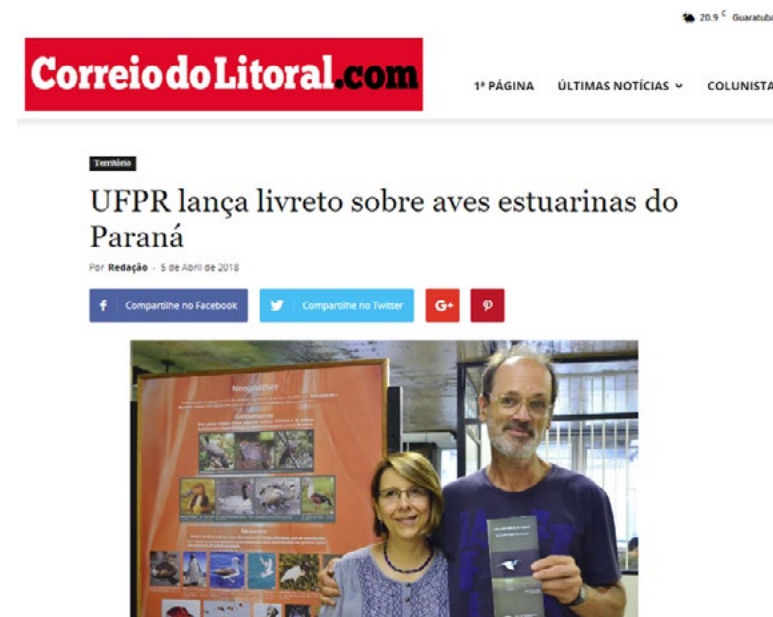 20.9 C Guaratuba
CorreiodoLitoral.com
1ª PÁGINA ÚLTIMAS NOTÍCIAS COLUNISTA
Território
UFPR lança livreto sobre aves estuarinas do
Paraná
Por Redação - 5 de Abril de 2018
f Compartilhe no Facebook Compartilhe no Twitter G+
Neognathae